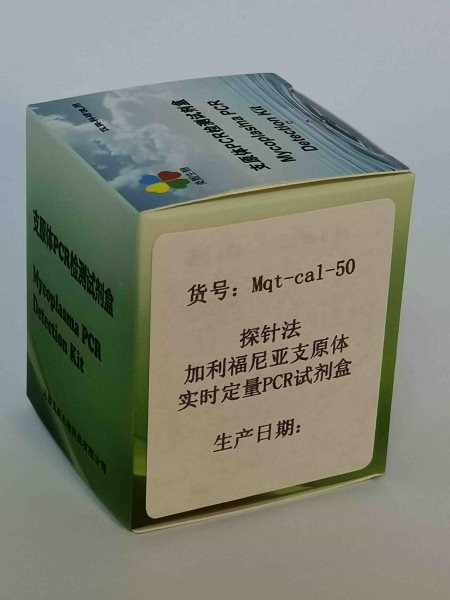 支原体PCR检测试剂盒
Mycoplasma PCR
Detection Kit
支原体PCR检测试剂盒
Mycoplasma PCR
Detection Kit
货号：Mqt-cal-50
探针法
加利福尼亚支原体
实时定量PCR试剂盒
生产日期：